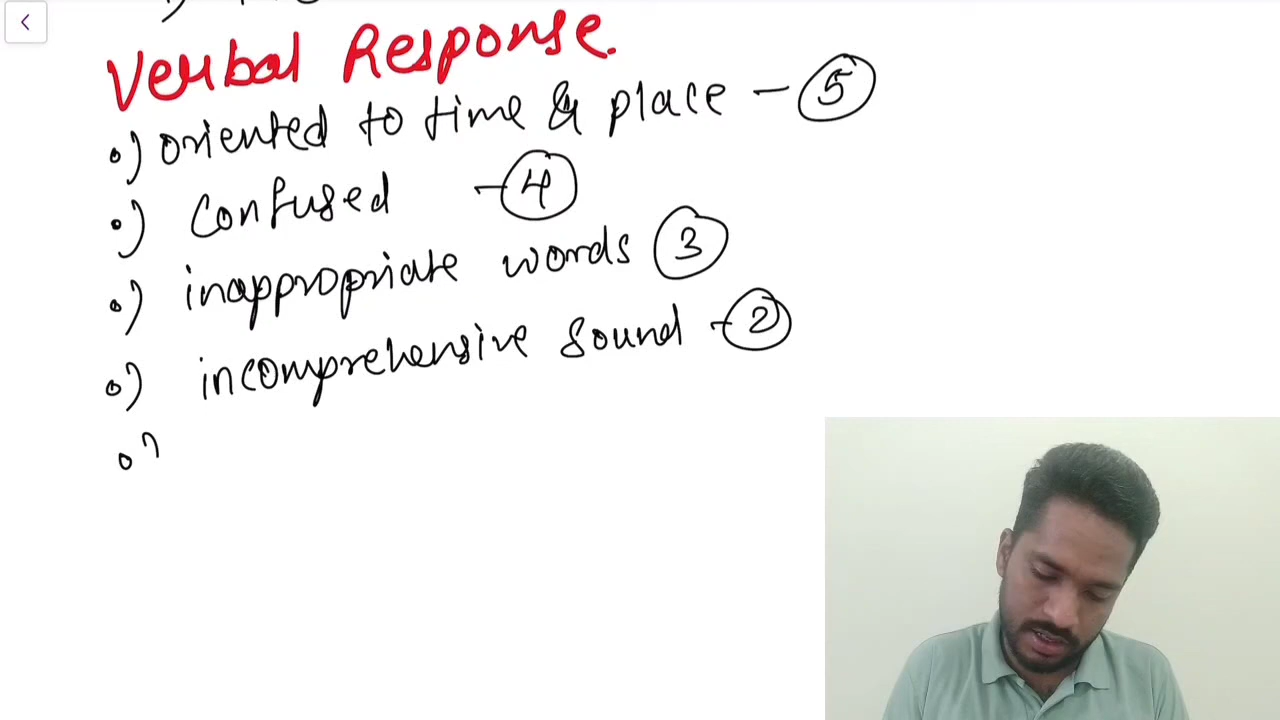 Verbal Response.
•) oriented to time & place - 5
•) Confused - 4
•) inappropriate words 3
•) incomprehensive sound - 2
•)